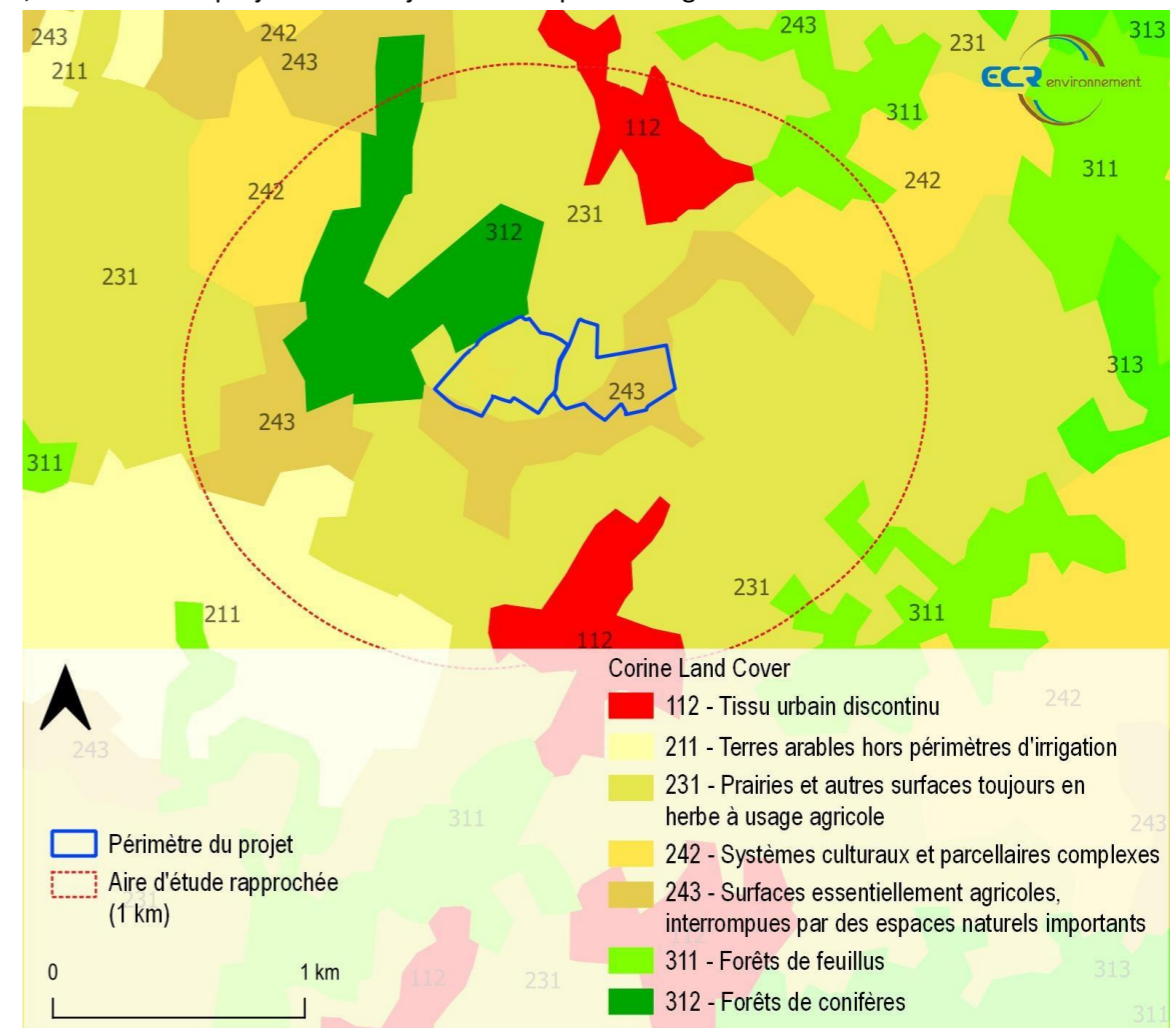 243
242
243
243
231
313
211
ECR environnement
112
311
311
242
242
231
312
231
313
243
243
311
231
211
311
112
Corine Land Cover
112 - Tissu urbain discontinu
242
243
211 - Terres arables hors périmètres d'irrigation
231 - Prairies et autres surfaces toujours en
herbe à usage agricole
311
243
Périmètre du projet
242 - Systèmes culturaux et parcellaires complexes
Aire d'étude rapprochée
(1 km)
231
243 - Surfaces essentiellement agricoles,
interrompues par des espaces naturels importants
112
311 - Forêts de feuillus
0 1 km
112
231
313
312 - Forêts de conifères
311